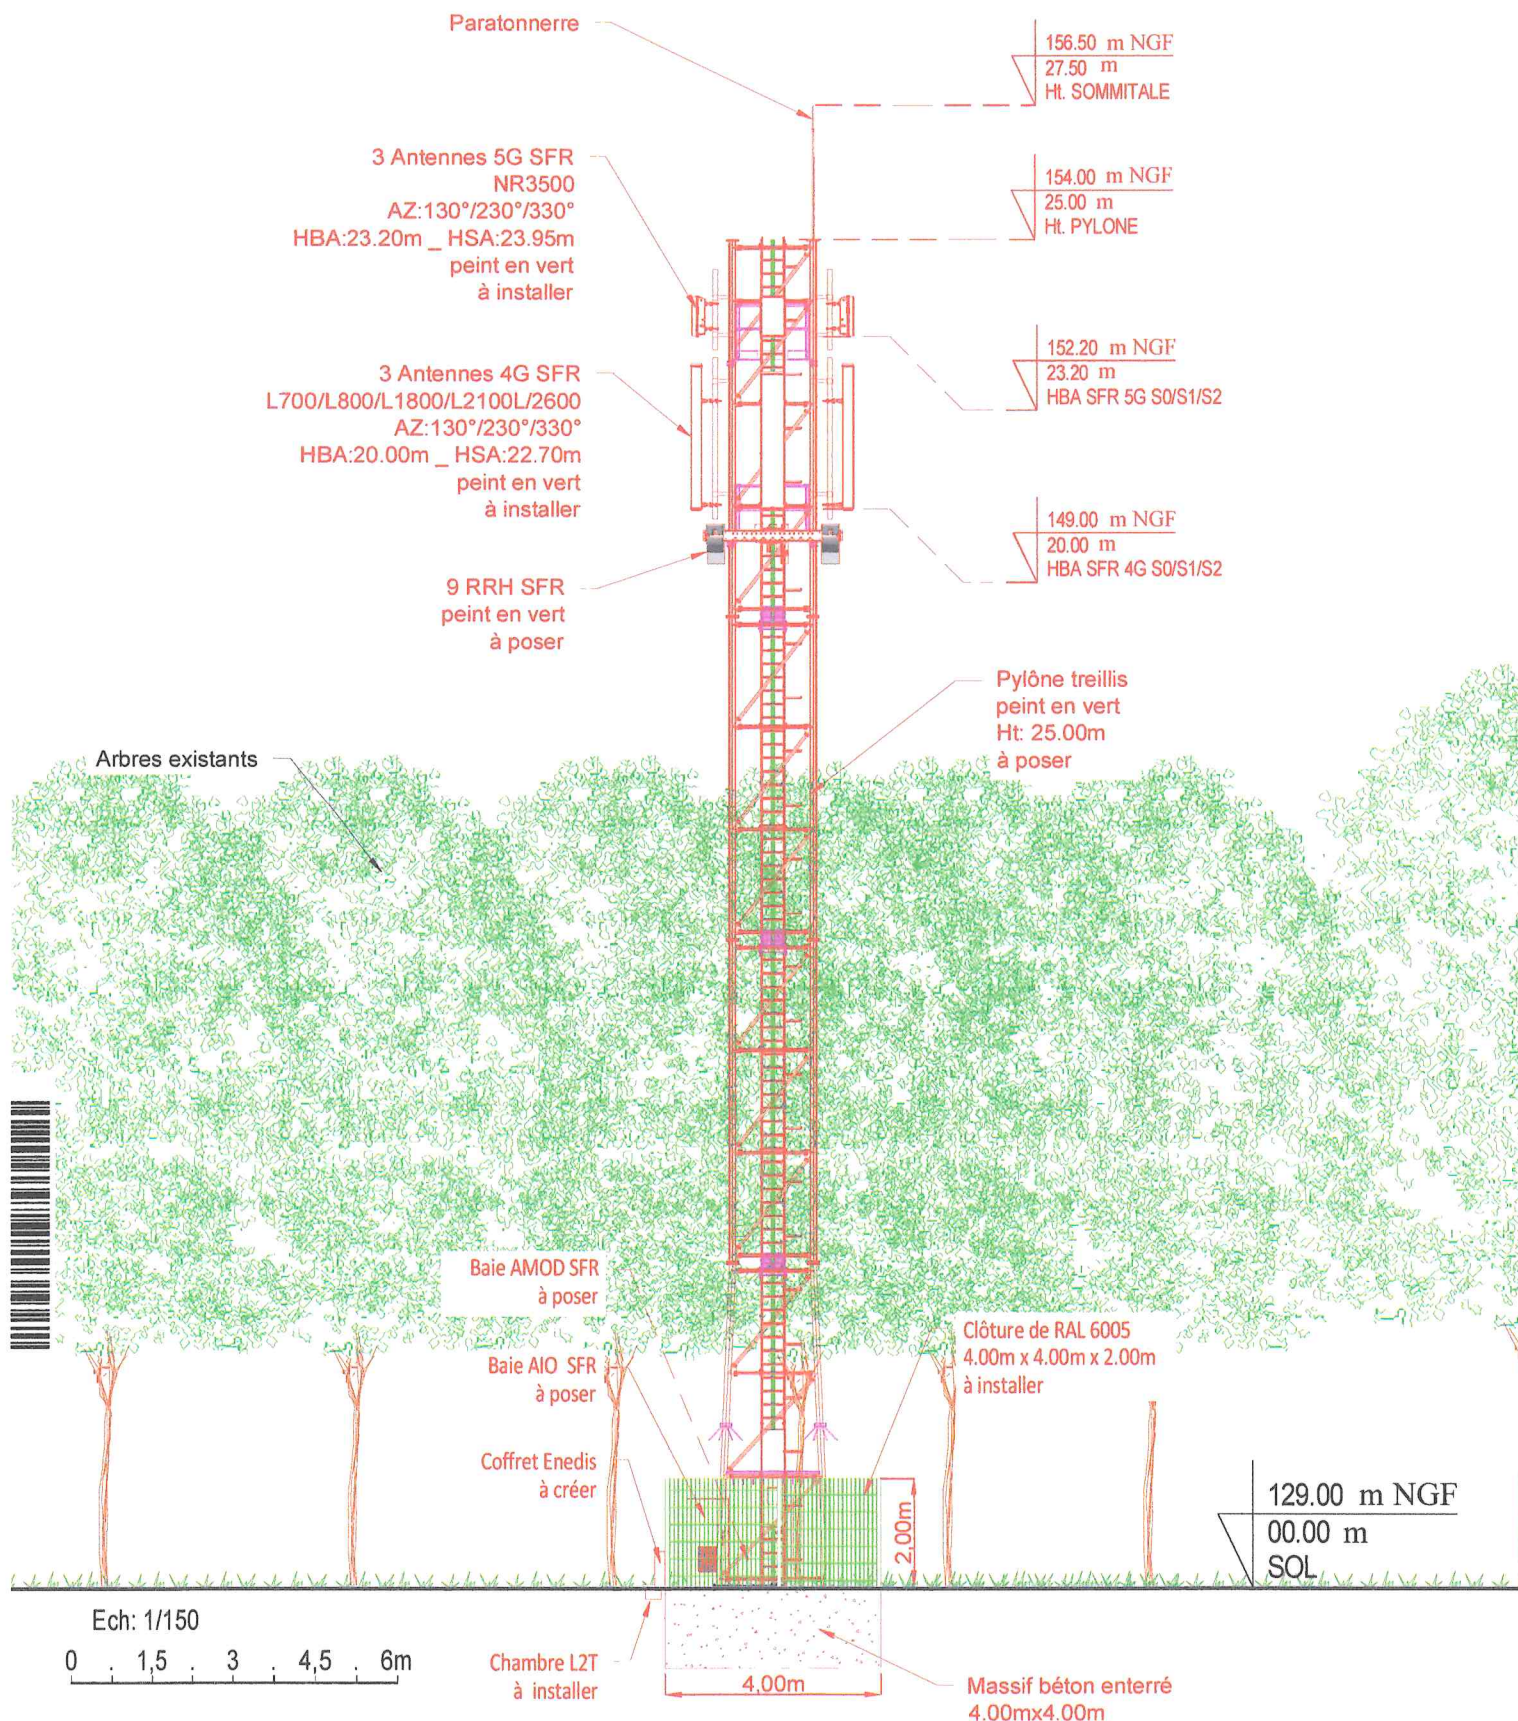 Paratonnerre
156.50 m NGF
27.50 m
Ht. SOMMITALE
3 Antennes 5G SFR
NR3500
AZ:130°/230°/330°
HBA:23.20m _ HSA:23.95m
peint en vert
à installer
154.00 m NGF
25.00 m
Ht. PYLONE
3 Antennes 4G SFR
L700/L800/L1800/L2100L/2600
AZ:130°/230°/330°
HBA:20.00m _ HSA:22.70m
peint en vert
à installer
152.20 m NGF
23.20 m
HBA SFR 5G S0/S1/S2
149.00 m NGF
20.00 m
HBA SFR 4G S0/S1/S2
9 RRH SFR
peint en vert
à poser
Pylône treillis
peint en vert
Ht: 25.00m
à poser
Arbres existants
Baie AMOD SFR
à poser
Baie AIO SFR
à poser
Clôture de RAL 6005
4.00m x 4.00m x 2.00m
à installer
Coffret Enedis
à créer
2,00m
129.00 m NGF
00.00 m
SOL
Ech: 1/150
0 1,5 3 4,5 6m
Chambre L2T
à installer
4,00m
Massif béton enterré
4.00mx4.00m